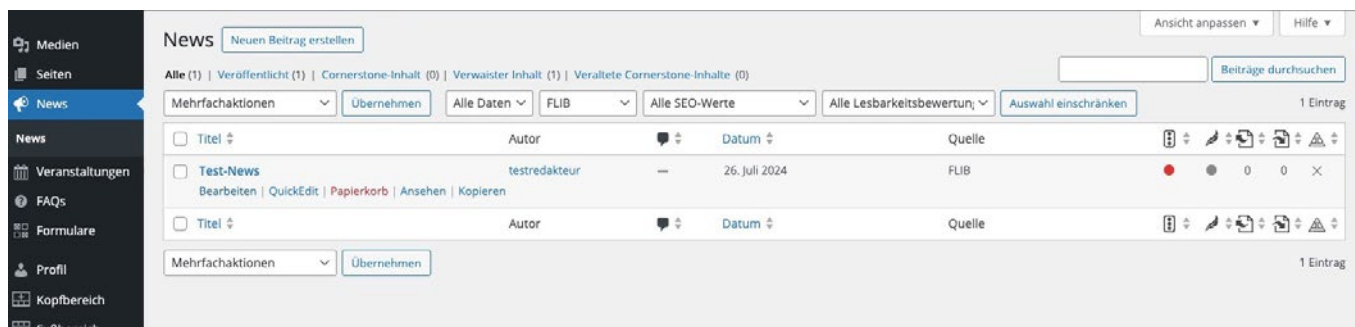 Ansicht anpassen
Hilfe
Medien
Seiten
News
News
Veranstaltungen
FAQs
Formulare
Profil
Kopfbereich
News Neuen Beitrag erstellen
Alle (1) | Veröffentlicht (1) | Cornerstone-Inhalt (0) | Verwaister Inhalt (1) | Veraltete Cornerstone-Inhalte (0)
Beiträge durchsuchen
Mehrfachaktionen Übernehmen Alle Daten FLIB Alle SEO-Werte Alle Lesbarkeitsbewertun Auswahl einschränken 1 Eintrag
Titel Autor Datum Quelle
Test-News testredakteur — 26. Juli 2024 FLIB 0 0
Bearbeiten | QuickEdit | Papierkorb | Ansehen | Kopieren
Titel Autor Datum Quelle
Mehrfachaktionen Übernehmen 1 Eintrag